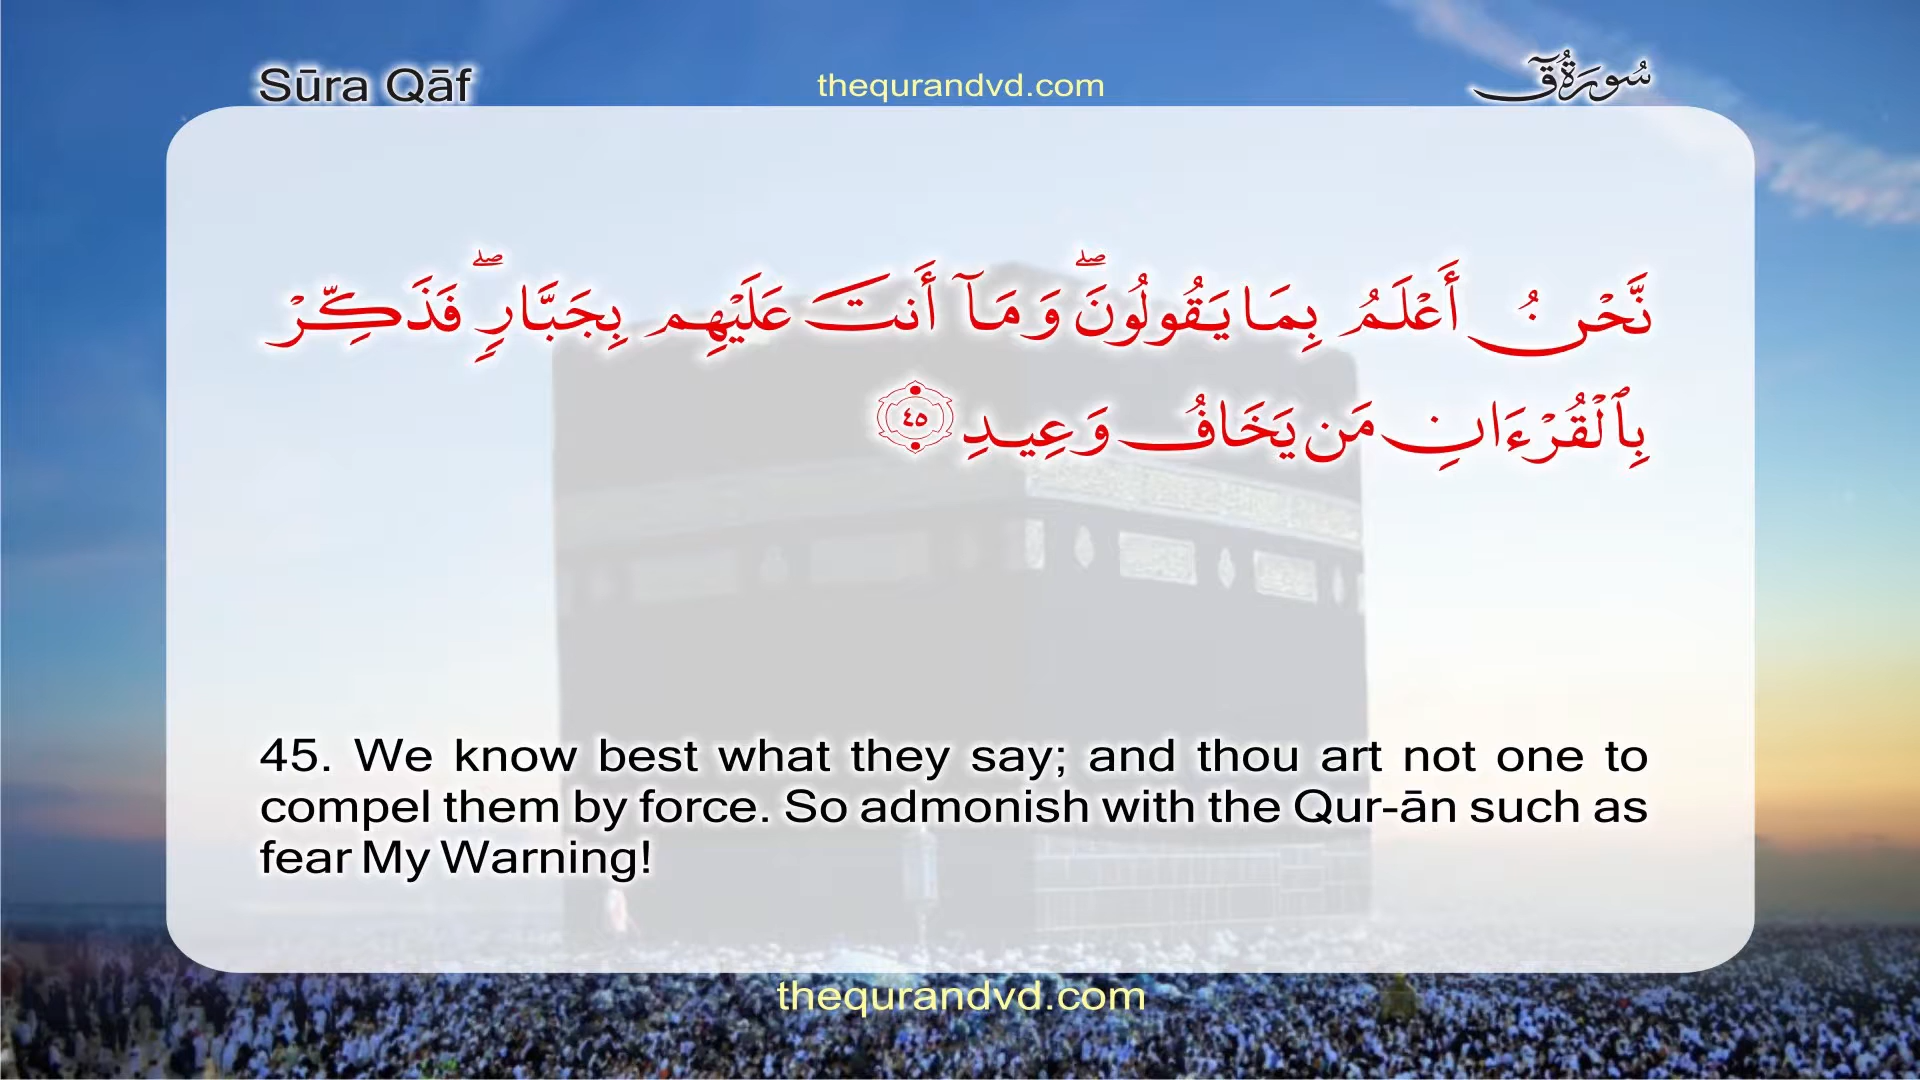 Sūra Qāf
thequrandvd.com
سُورَةُ قٓ
نَّحْنُ أَعْلَمُ بِمَا يَقُولُونَ ۖ وَمَآ أَنتَ عَلَيْهِم بِجَبَّارٍۢ ۖ فَذَكِّرْ
بِٱلْقُرْءَانِ مَن يَخَافُ وَعِيدِ ٤٥
45. We know best what they say; and thou art not one to
compel them by force. So admonish with the Qur-ān such as
fear My Warning!
thequrandvd.com